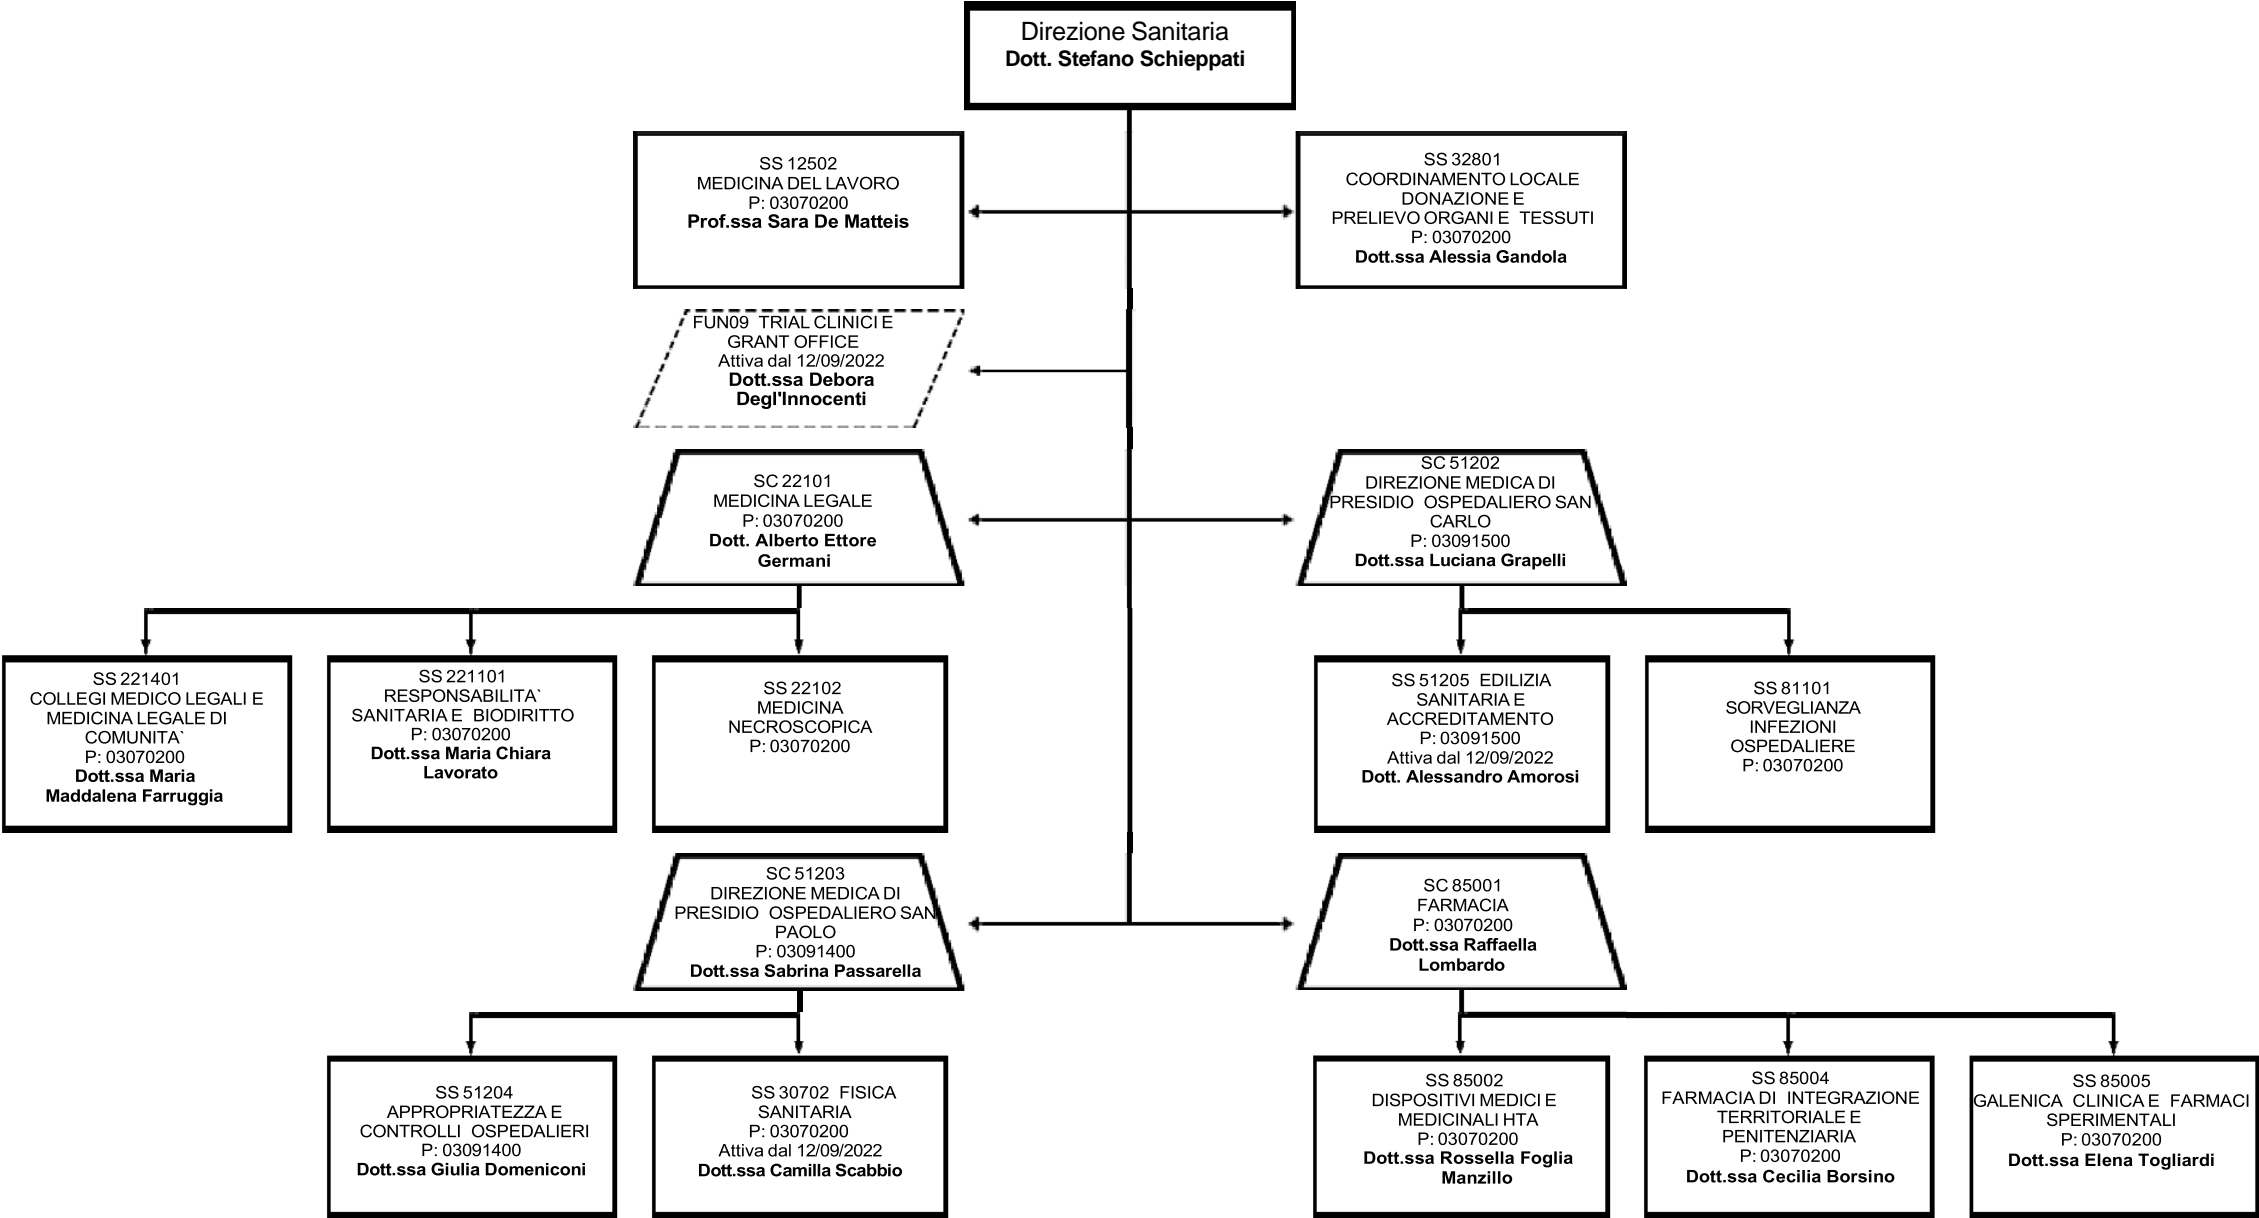 Direzione Sanitaria
Dott. Stefano Schieppati
SS 12502
MEDICINA DEL LAVORO
P: 03070200
Prof.ssa Sara De Matteis
SS 32801
COORDINAMENTO LOCALE
DONAZIONE E
PRELIEVO ORGANI E TESSUTI
P: 03070200
Dott.ssa Alessia Gandola
FUN09 TRIAL CLINICI E
GRANT OFFICE
Attiva dal 12/09/2022
Dott.ssa Debora
Degl'Innocenti
SC 22101
MEDICINA LEGALE
P: 03070200
Dott. Alberto Ettore
Germani
SC 51202
DIREZIONE MEDICA DI
PRESIDIO OSPEDALIERO SAN
CARLO
P: 03091500
Dott.ssa Luciana Grapelli
SS 221401
COLLEGI MEDICO LEGALI E
MEDICINA LEGALE DI
COMUNITA`
P: 03070200
Dott.ssa Maria
Maddalena Farruggia
SS 221101
RESPONSABILITA`
SANITARIA E BIODIRITTO
P: 03070200
Dott.ssa Maria Chiara
Lavorato
SS 22102
MEDICINA
NECROSCOPICA
P: 03070200
SS 51205 EDILIZIA
SANITARIA E
ACCREDITAMENTO
P: 03091500
Attiva dal 12/09/2022
Dott. Alessandro Amorosi
SS 81101
SORVEGLIANZA
INFEZIONI
OSPEDALIERE
P: 03070200
SC 51203
DIREZIONE MEDICA DI
PRESIDIO OSPEDALIERO SAN
PAOLO
P: 03091400
Dott.ssa Sabrina Passarella
SC 85001
FARMACIA
P: 03070200
Dott.ssa Raffaella
Lombardo
SS 51204
APPROPRIATEZZA E
CONTROLLI OSPEDALIERI
P: 03091400
Dott.ssa Giulia Domeniconi
SS 30702 FISICA
SANITARIA
P: 03070200
Attiva dal 12/09/2022
Dott.ssa Camilla Scabbio
SS 85002
DISPOSITIVI MEDICI E
MEDICINALI HTA
P: 03070200
Dott.ssa Rossella Foglia
Manzillo
SS 85004
FARMACIA DI INTEGRAZIONE
TERRITORIALE E
PENITENZIARIA
P: 03070200
Dott.ssa Cecilia Borsino
SS 85005
GALENICA CLINICA E FARMACI
SPERIMENTALI
P: 03070200
Dott.ssa Elena Togliardi